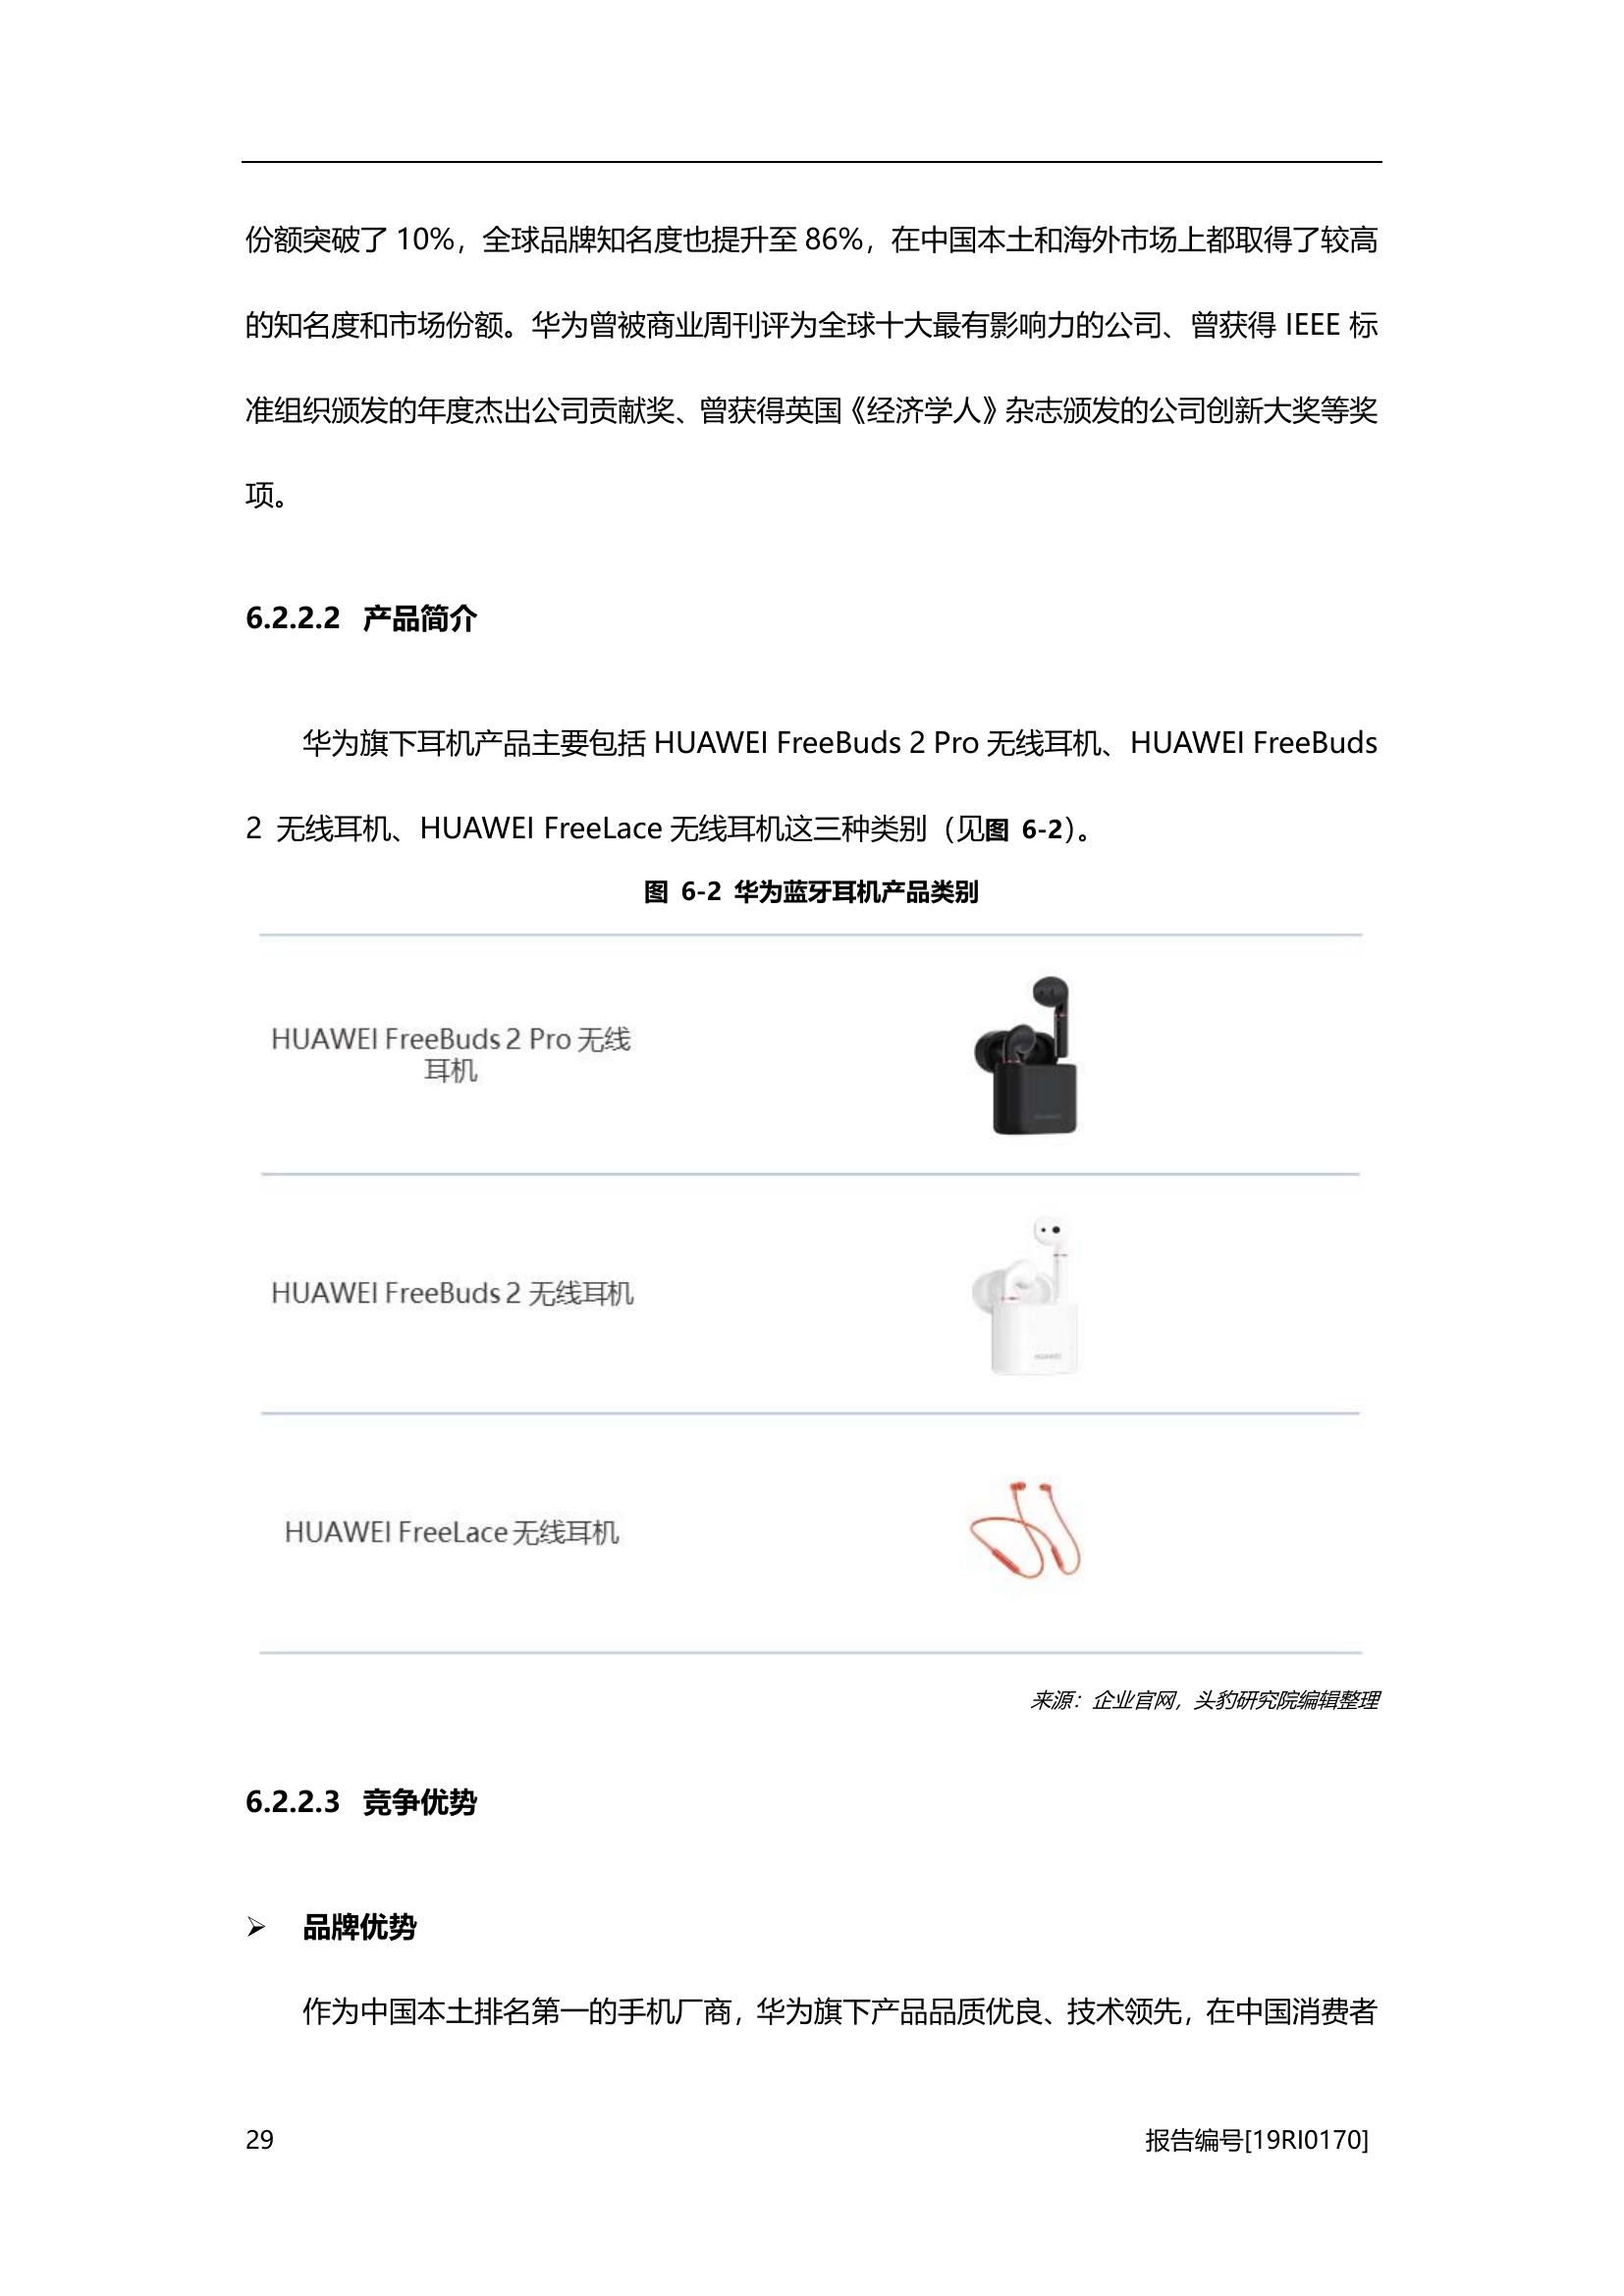 份额突破了 10%，全球品牌知名度也提升至 86%，在中国本土和海外市场上都取得了较高
的知名度和市场份额。华为曾被商业周刊评为全球十大最有影响力的公司、曾获得 IEEE 标
准组织颁发的年度杰出公司贡献奖、曾获得英国《经济学人》杂志颁发的公司创新大奖等奖
项。
6.2.2.2 产品简介
华为旗下耳机产品主要包括 HUAWEI FreeBuds 2 Pro 无线耳机、HUAWEI FreeBuds
2 无线耳机、HUAWEI FreeLace 无线耳机这三种类别（见图 6-2）。
图 6-2 华为蓝牙耳机产品类别
HUAWEI FreeBuds 2 Pro 无线
耳机
HUAWEI FreeBuds 2 无线耳机
HUAWEI
HUAWEI FreeLace 无线耳机
来源：企业官网，头豹研究院编辑整理
6.2.2.3 竞争优势
➢ 品牌优势
作为中国本土排名第一的手机厂商，华为旗下产品品质优良、技术领先，在中国消费者
29
报告编号[19RI0170]